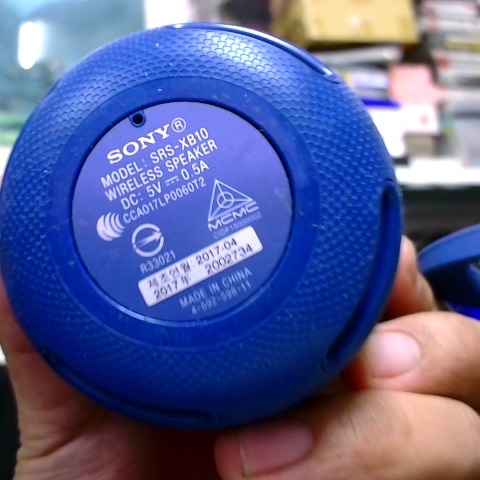 SONY®
MODEL: SRS-XB10
WIRELESS SPEAKER
DC: 5V ⎓ 0.5A
CCAO17LP0060T2
MCMC
CIDF15000002
R33021
제조연월 2017-04
2017年 2002734
MADE IN CHINA
4-692-598-11